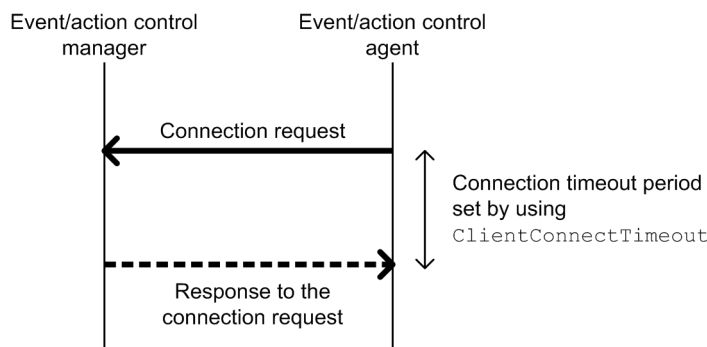 Event/action control
manager
Event/action control
agent
Connection request
Connection timeout period
set by using
ClientConnectTimeout
Response to the
connection request